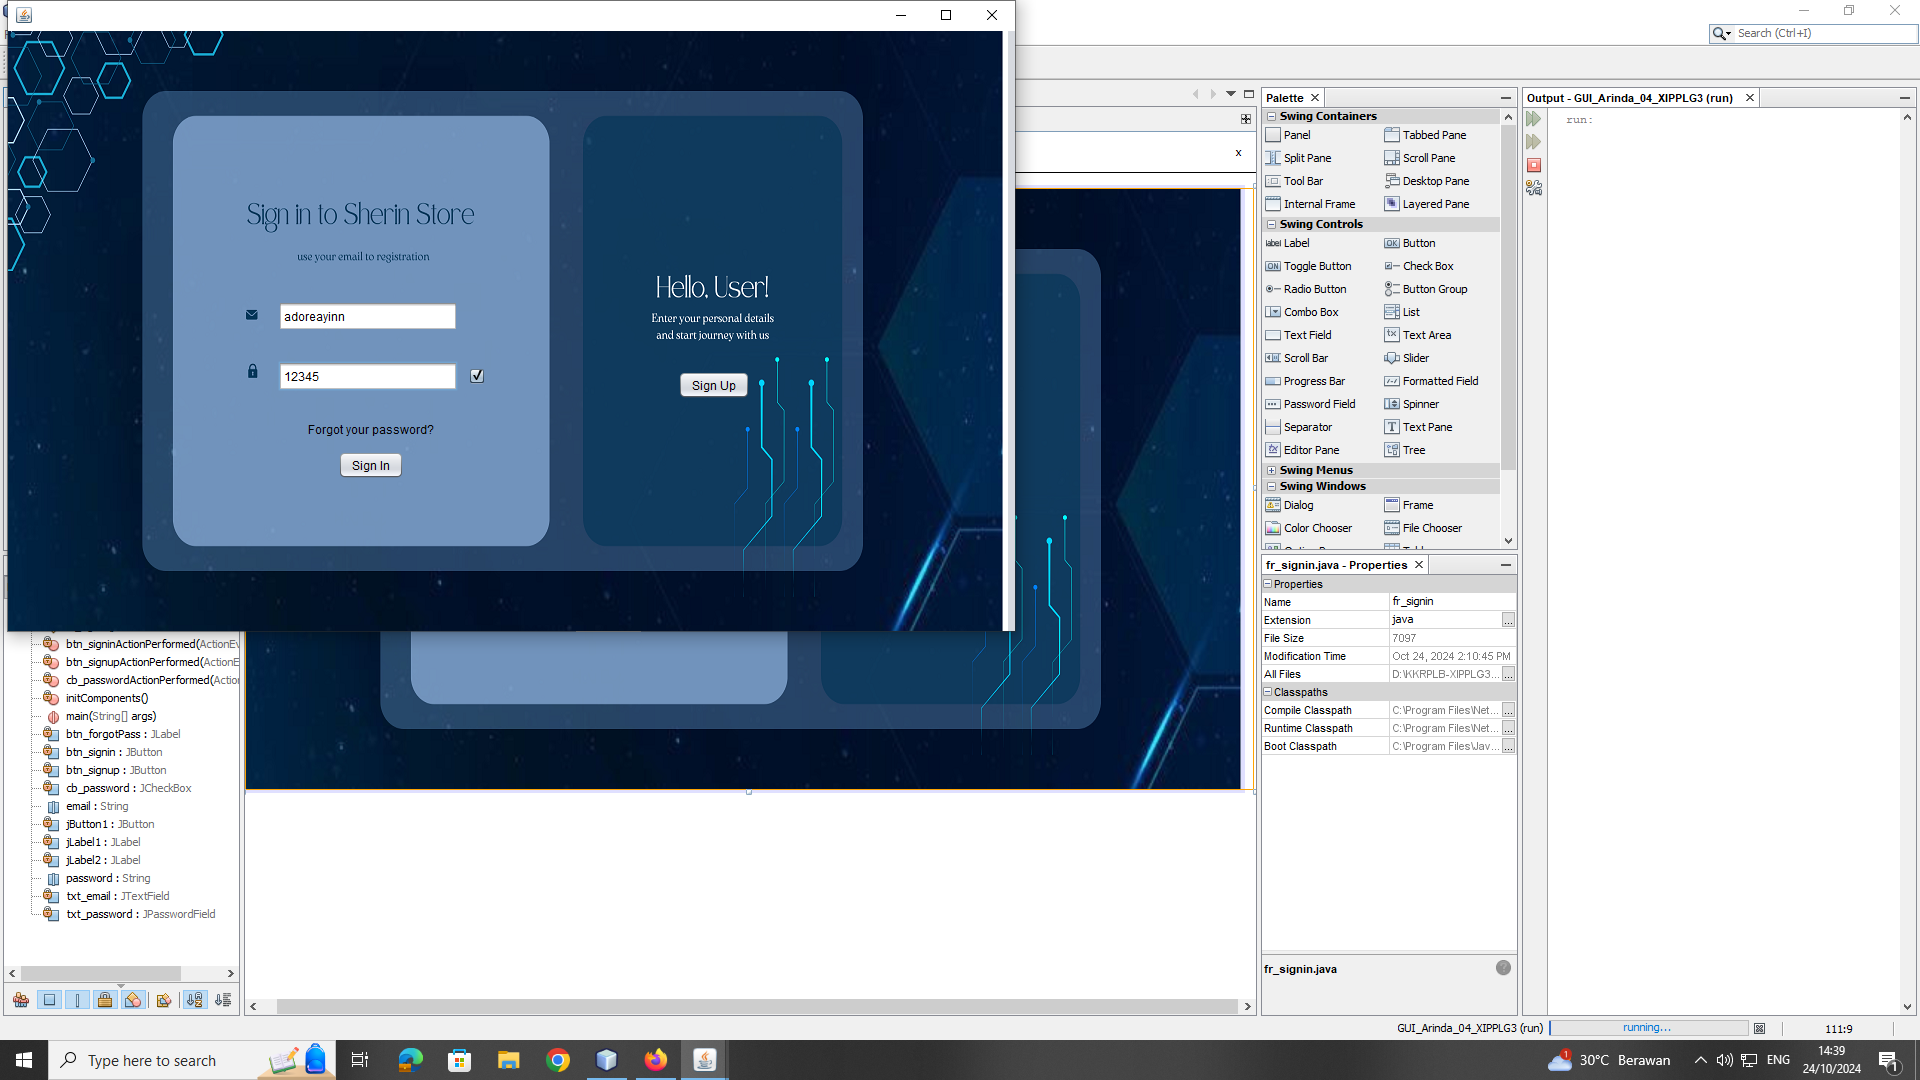 Search (Ctrl+I)
Sign in to Sherin Store
use your email to registration
adoreayinn
12345
Forgot your password?
Sign In
Hello, User!
Enter your personal details
and start journey with us
Sign Up
x
btn_signinActionPerformed(ActionEv
btn_signupActionPerformed(ActionE
cb_passwordActionPerformed(Action
initComponents()
main(String[] args)
btn_forgotPass : JLabel
btn_signin : JButton
btn_signup : JButton
cb_password : JCheckBox
email : String
jButton1 : JButton
jLabel1 : JLabel
jLabel2 : JLabel
password : String
txt_email : JTextField
txt_password : JPasswordField
Palette
Swing Containers
Panel Tabbed Pane
Split Pane Scroll Pane
Tool Bar Desktop Pane
Internal Frame Layered Pane
Swing Controls
label Label OK Button
ON Toggle Button Check Box
Radio Button Button Group
Combo Box List
Text Field Text Area
Scroll Bar Slider
Progress Bar Formatted Field
Password Field Spinner
Separator Text Pane
Editor Pane Tree
Swing Menus
Swing Windows
Dialog Frame
Color Chooser File Chooser
fr_signin.java - Properties
Properties
Name fr_signin
Extension java ...
File Size 7097
Modification Time Oct 24, 2024 2:10:45 PM
All Files D:\KKRPLB-XIPPLG3... ...
Classpaths
Compile Classpath C:\Program Files\Net... ...
Runtime Classpath C:\Program Files\Net... ...
Boot Classpath C:\Program Files\Jav... ...
fr_signin.java
Output - GUI_Arinda_04_XIPPLG3 (run)
run:
GUI_Arinda_04_XIPPLG3 (run) running... 111:9
Type here to search
1 30°C Berawan
ENG
14:39
24/10/2024
1